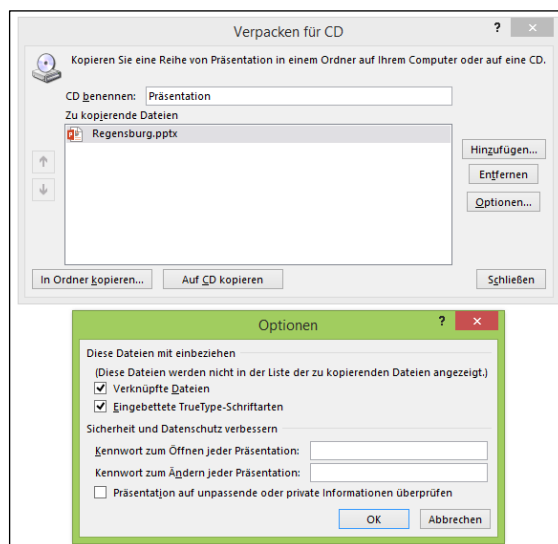 Verpacken für CD
?
Kopieren Sie eine Reihe von Präsentation in einem Ordner auf Ihrem Computer oder auf eine CD.
CD benennen: Präsentation
Zu kopierende Dateien
Regensburg.pptx
Hinzufügen...
Entfernen
Optionen...
In Ordner kopieren... Auf CD kopieren Schließen
Optionen
?
Diese Dateien mit einbeziehen
(Diese Dateien werden nicht in der Liste der zu kopierenden Dateien angezeigt.)
Verknüpfte Dateien
Eingebettete TrueType-Schriftarten
Sicherheit und Datenschutz verbessern
Kennwort zum Öffnen jeder Präsentation:
Kennwort zum Ändern jeder Präsentation:
Präsentation auf unpassende oder private Informationen überprüfen
OK Abbrechen